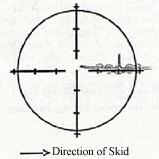 Direction of Skid